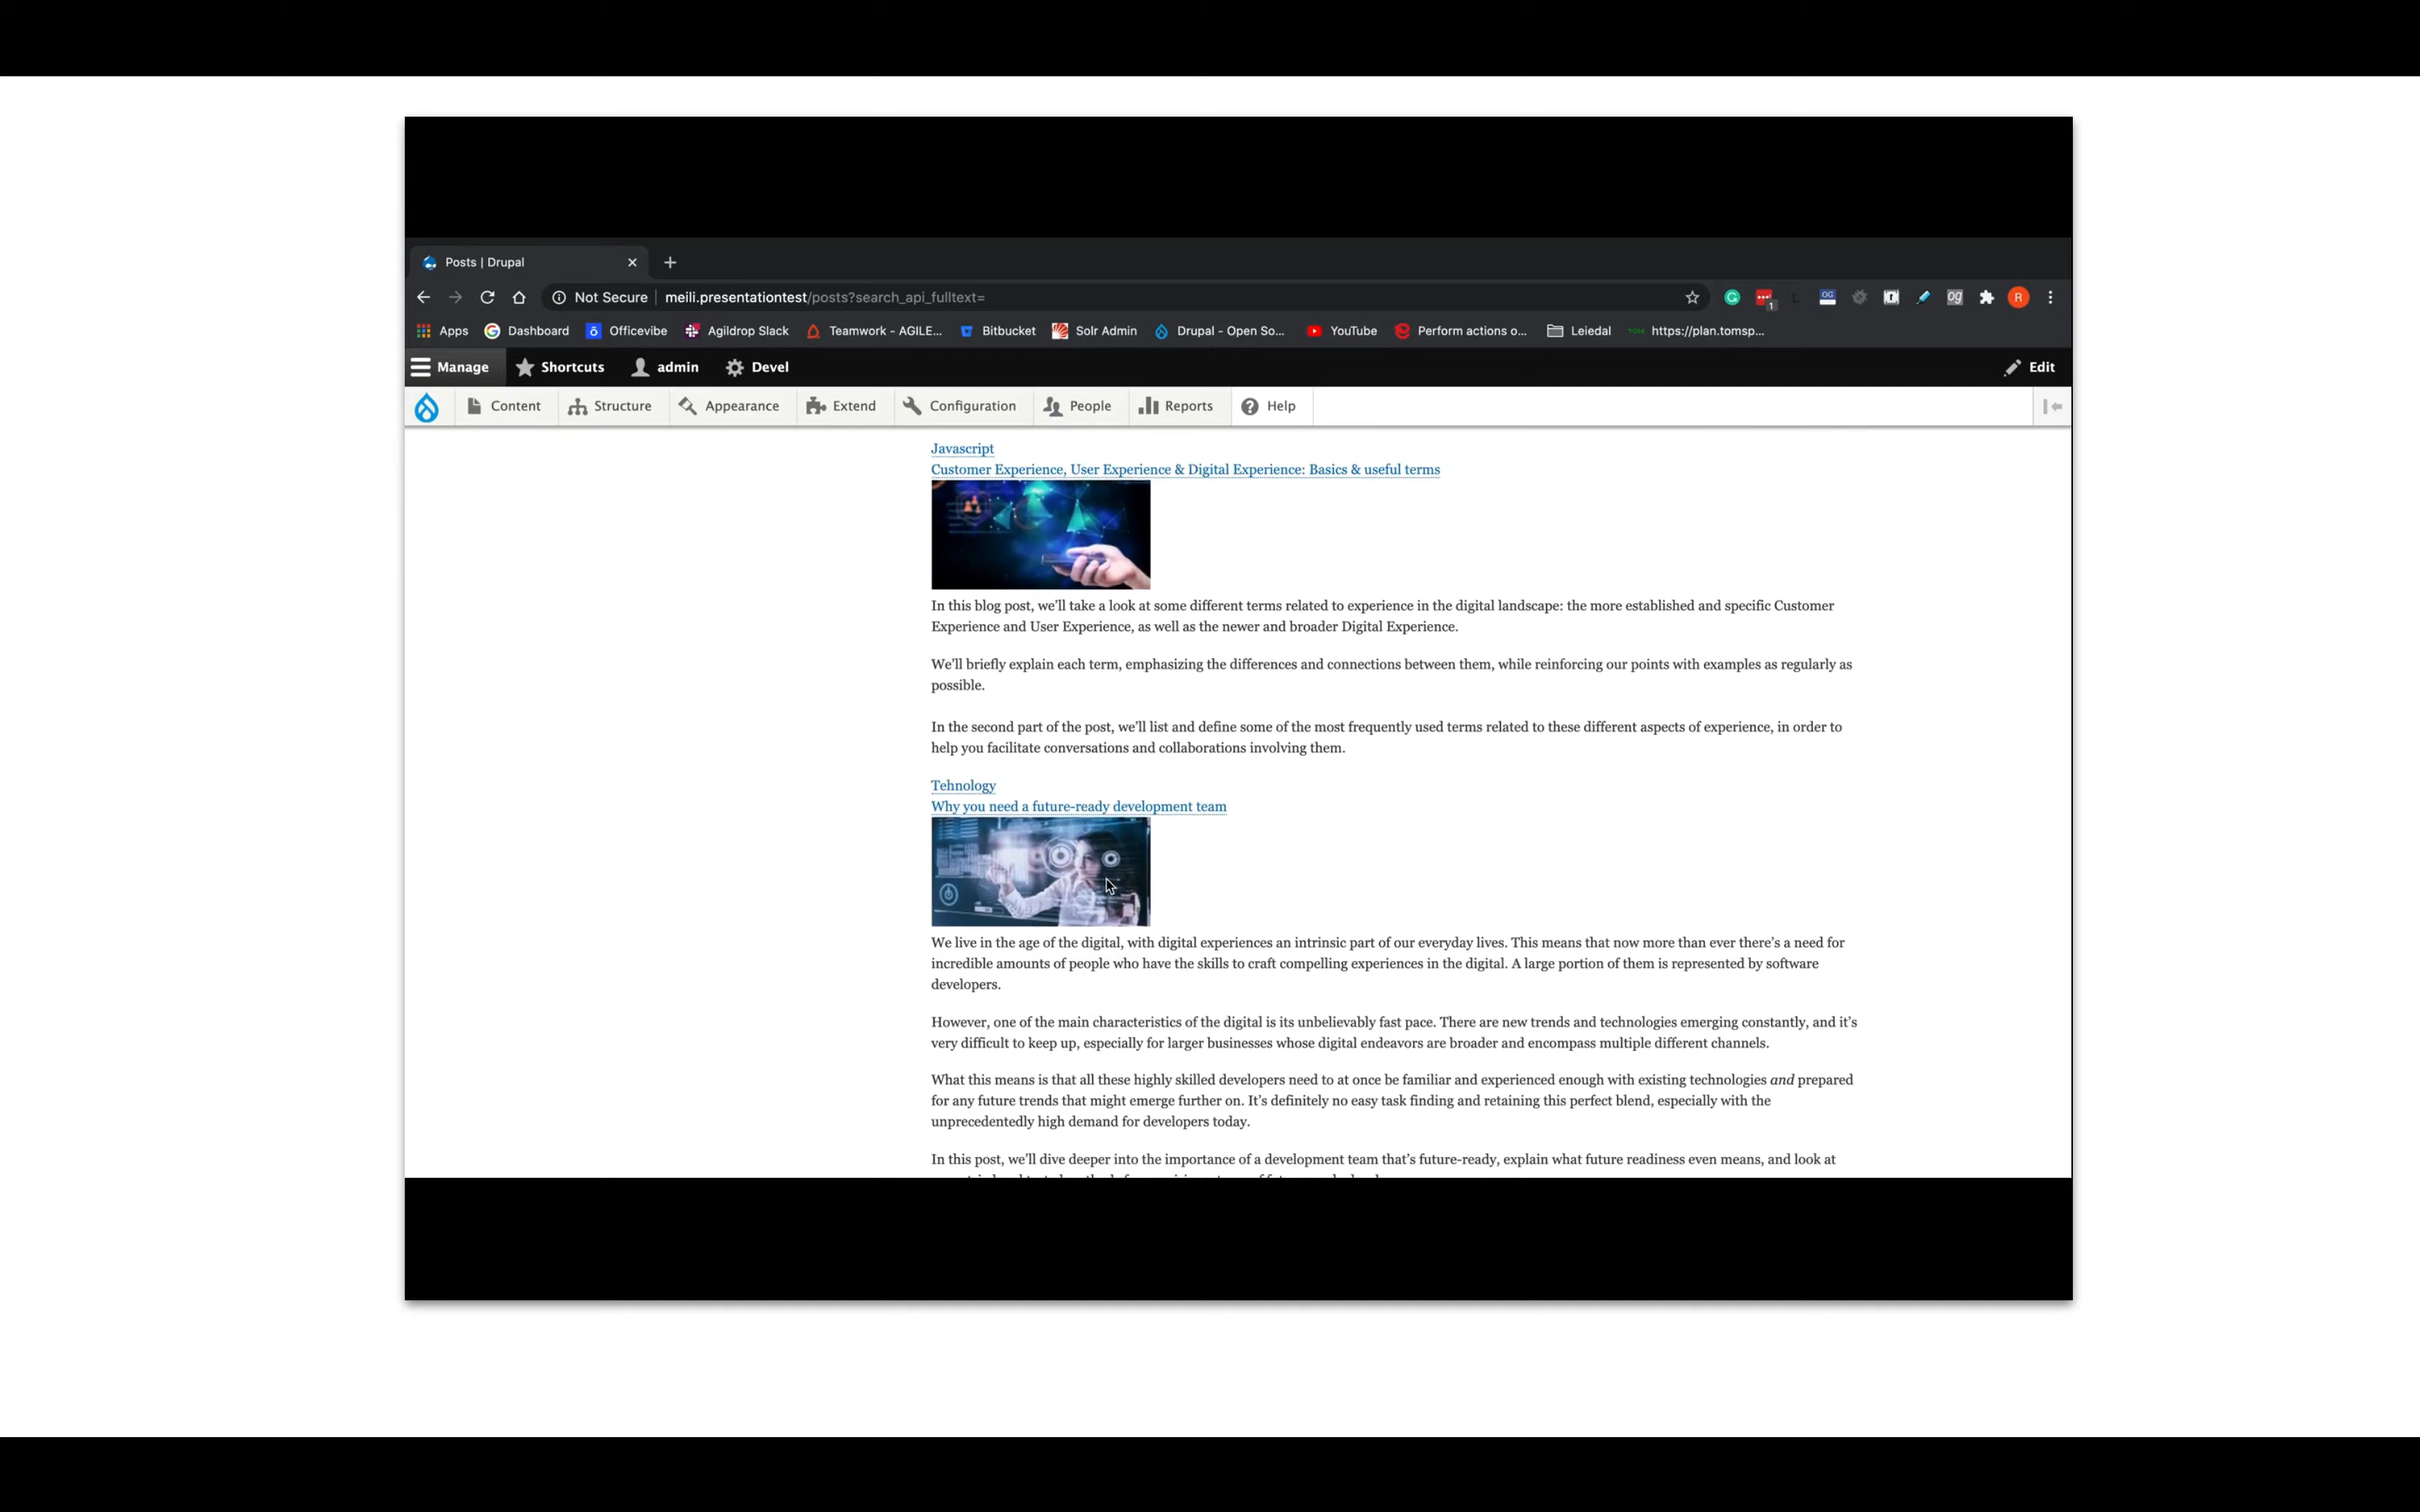 Posts | Drupal
Not Secure | meili.presentationtest/posts?search_api_fulltext=
OG
1
og
R
Apps Dashboard Officevibe Agildrop Slack Teamwork - AGILE... Bitbucket Solr Admin Drupal - Open So... YouTube Perform actions o... Leiedal https://plan.tomsp...
Manage Shortcuts admin Devel Edit
Content Structure Appearance Extend Configuration People Reports Help
Javascript
Customer Experience, User Experience & Digital Experience: Basics & useful terms
In this blog post, we'll take a look at some different terms related to experience in the digital landscape: the more established and specific Customer
Experience and User Experience, as well as the newer and broader Digital Experience.
We'll briefly explain each term, emphasizing the differences and connections between them, while reinforcing our points with examples as regularly as
possible.
In the second part of the post, we'll list and define some of the most frequently used terms related to these different aspects of experience, in order to
help you facilitate conversations and collaborations involving them.
Tehnology
Why you need a future-ready development team
We live in the age of the digital, with digital experiences an intrinsic part of our everyday lives. This means that now more than ever there's a need for
incredible amounts of people who have the skills to craft compelling experiences in the digital. A large portion of them is represented by software
developers.
However, one of the main characteristics of the digital is its unbelievably fast pace. There are new trends and technologies emerging constantly, and it's
very difficult to keep up, especially for larger businesses whose digital endeavors are broader and encompass multiple different channels.
What this means is that all these highly skilled developers need to at once be familiar and experienced enough with existing technologies and prepared
for any future trends that might emerge further on. It's definitely no easy task finding and retaining this perfect blend, especially with the
unprecedentedly high demand for developers today.
In this post, we'll dive deeper into the importance of a development team that's future-ready, explain what future readiness even means, and look at